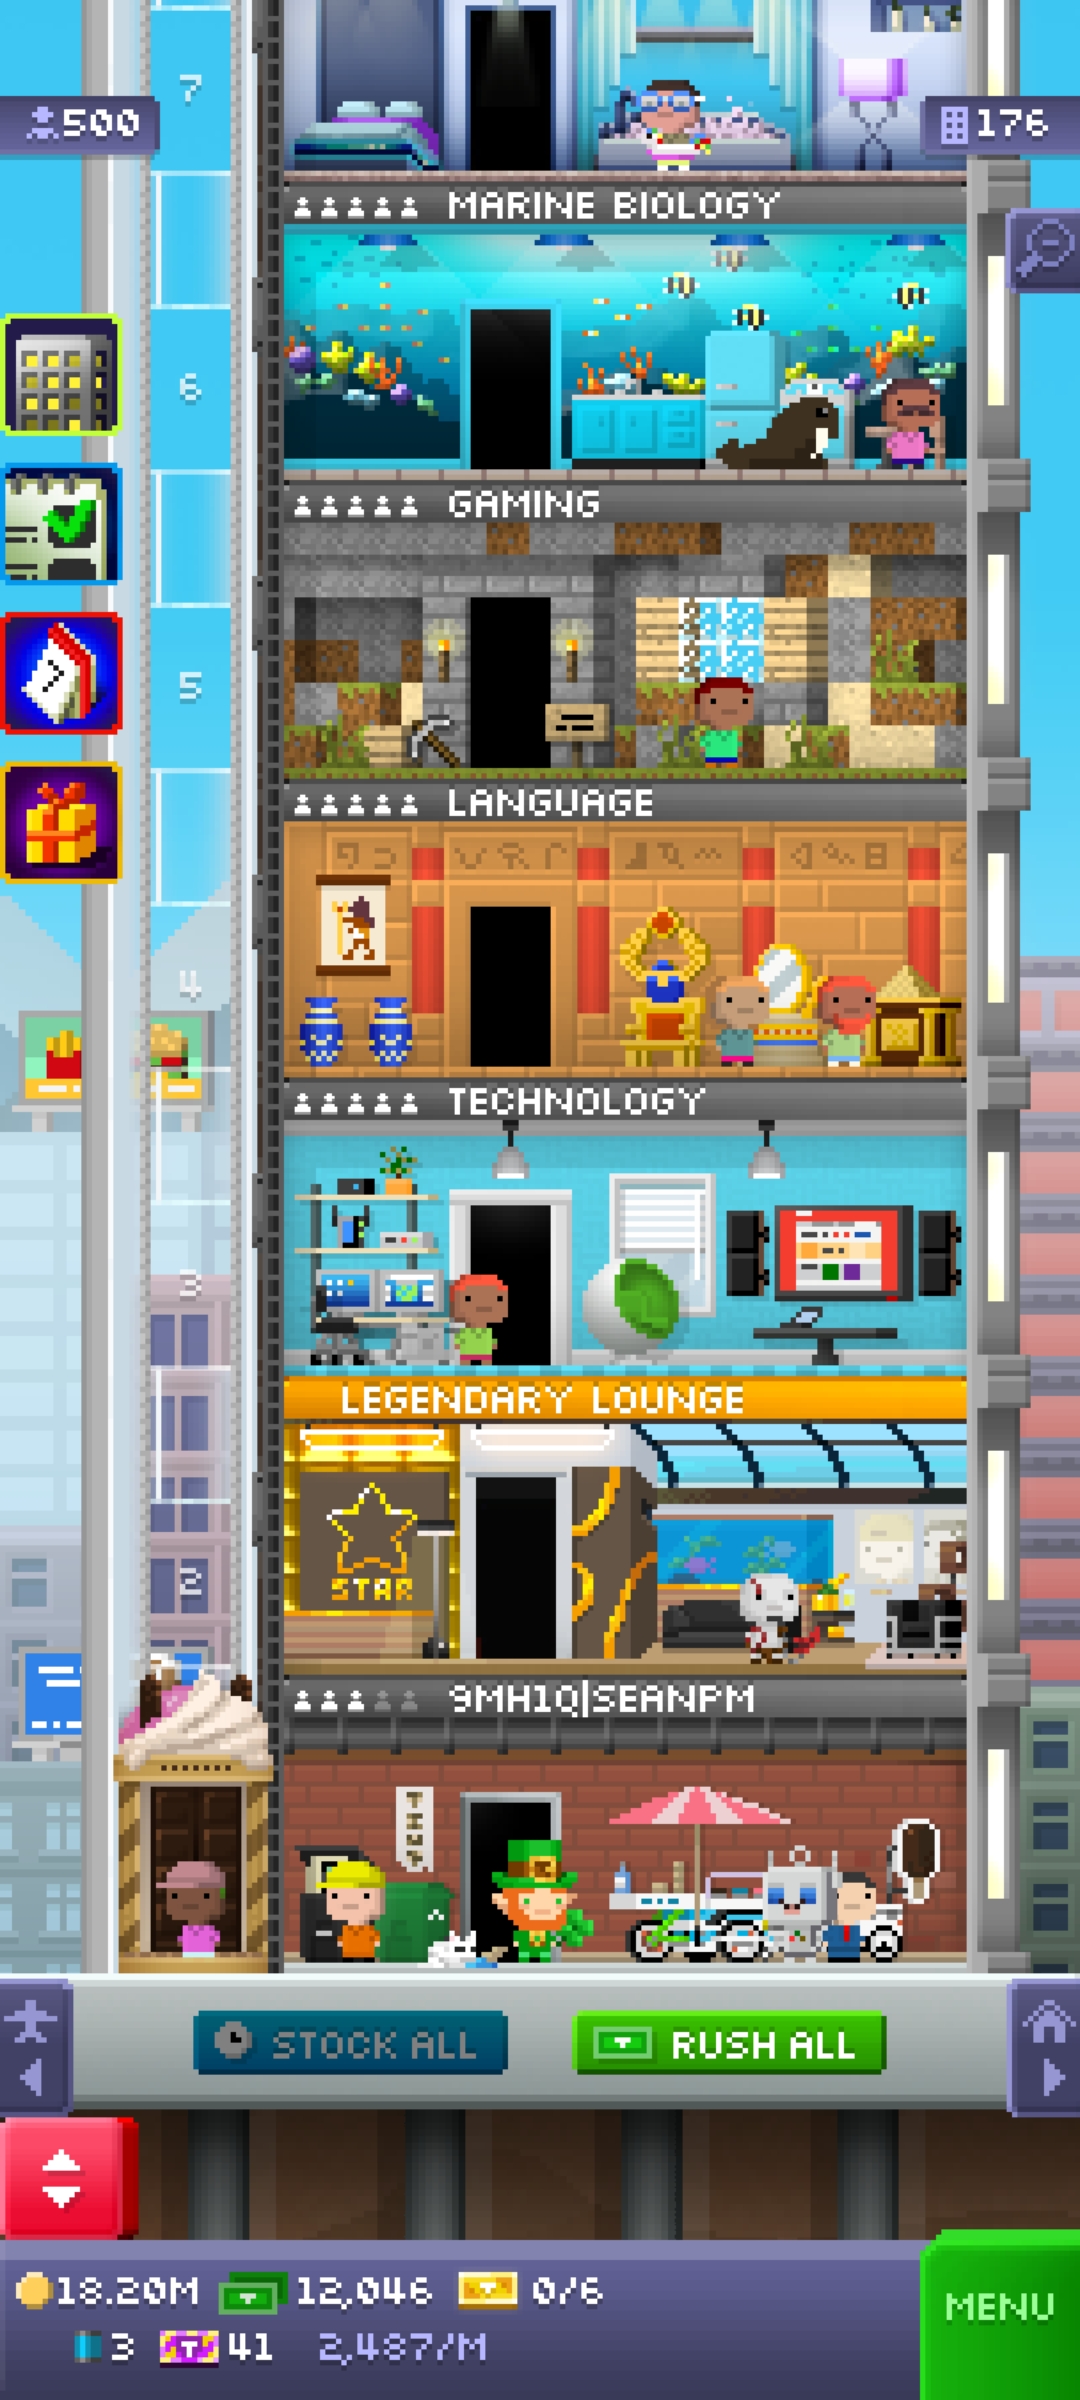 7
500
176
MARINE BIOLOGY
6
GAMING
5
LANGUAGE
4
TECHNOLOGY
3
LEGENDARY LOUNGE
STAR
2
9MH1Q|SEANPM
TINY
STOCK ALL
RUSH ALL
18.20M 12,046 0/6
MENU
3 41 2,487/M